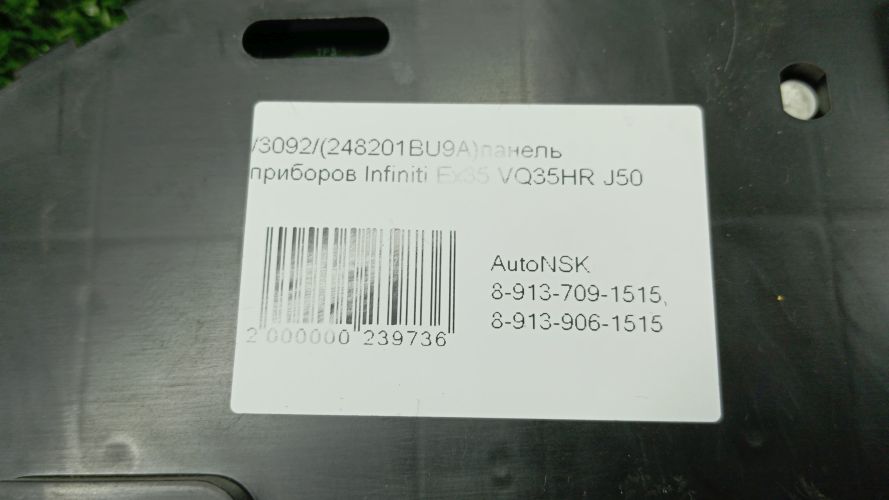 /3092/(248201BU9A)панель
приборов Infiniti Ex35 VQ35HR J50
AutoNSK
8-913-709-1515,
8-913-906-1515
2 000000 239736